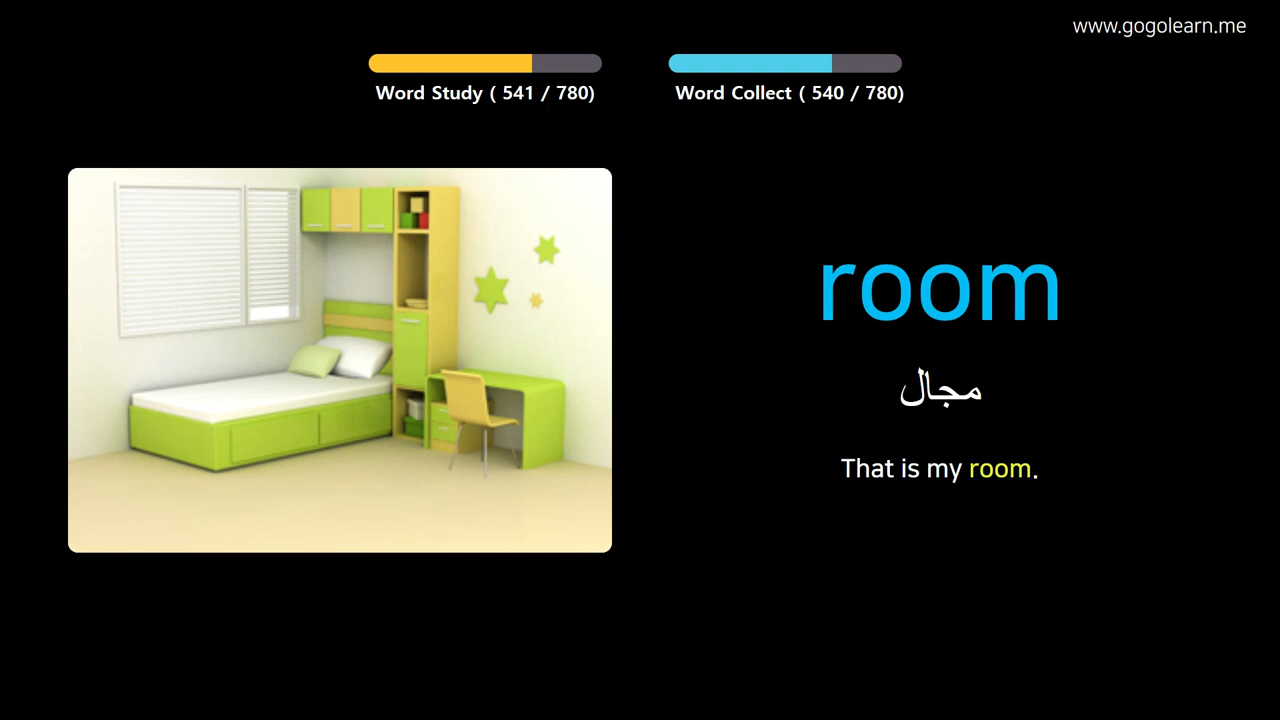 www.gogolearn.me
Word Study ( 541 / 780)
Word Collect ( 540 / 780)
room
مجال
That is my room.